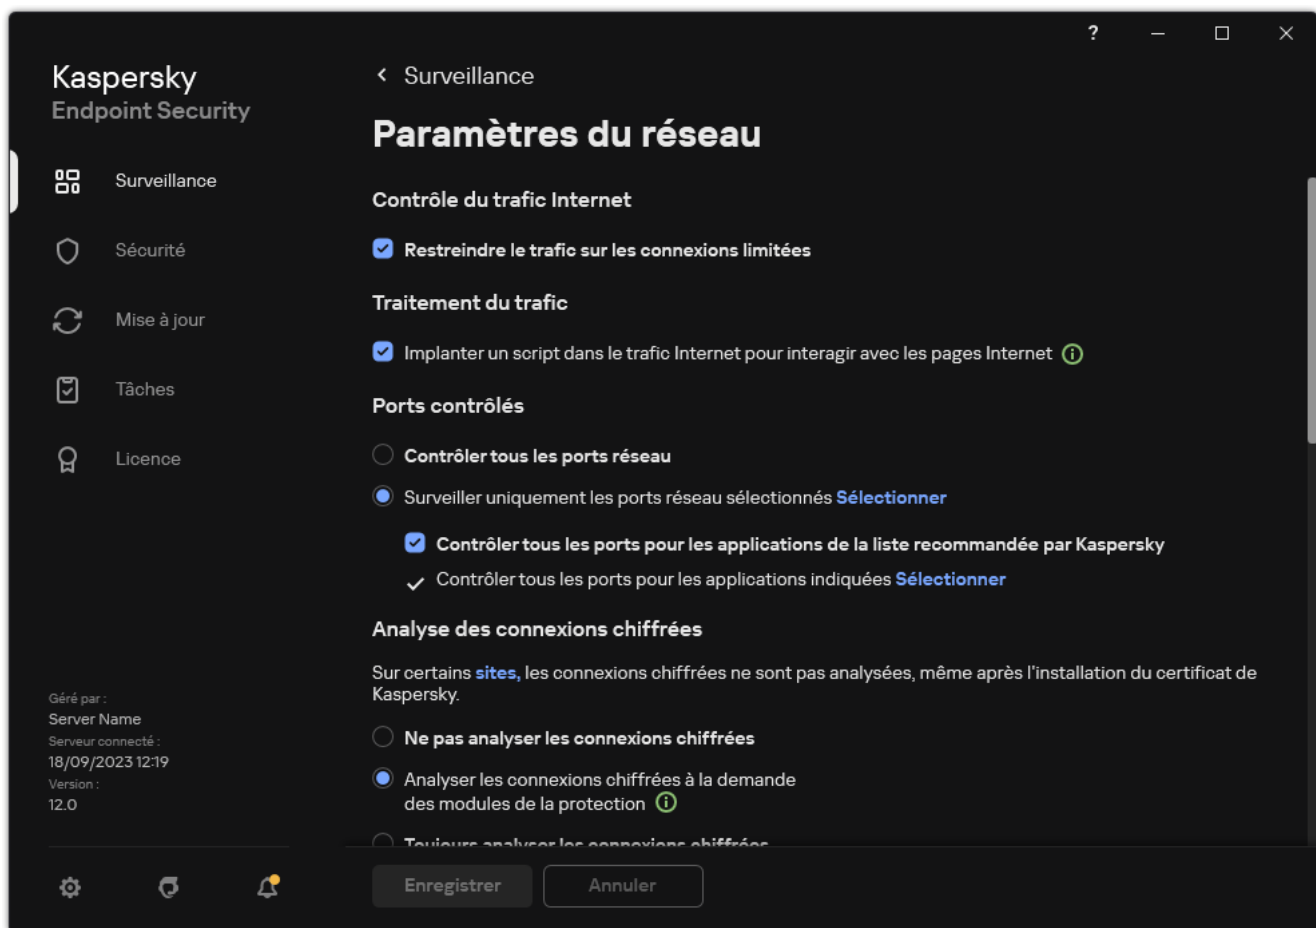 ?
Kaspersky
Endpoint Security
Surveillance
Sécurité
Mise à jour
Tâches
Licence
Géré par :
Server Name
Serveur connecté :
18/09/2023 12:19
Version :
12.0
Surveillance
Paramètres du réseau
Contrôle du trafic Internet
Restreindre le trafic sur les connexions limitées
Traitement du trafic
Implanter un script dans le trafic Internet pour interagir avec les pages Internet
Ports contrôlés
Contrôler tous les ports réseau
Surveiller uniquement les ports réseau sélectionnés Sélectionner
Contrôler tous les ports pour les applications de la liste recommandée par Kaspersky
Contrôler tous les ports pour les applications indiquées Sélectionner
Analyse des connexions chiffrées
Sur certains sites, les connexions chiffrées ne sont pas analysées, même après l'installation du certificat de
Kaspersky.
Ne pas analyser les connexions chiffrées
Analyser les connexions chiffrées à la demande
des modules de la protection
Toujours analyser les connexions chiffrées
Enregistrer
Annuler